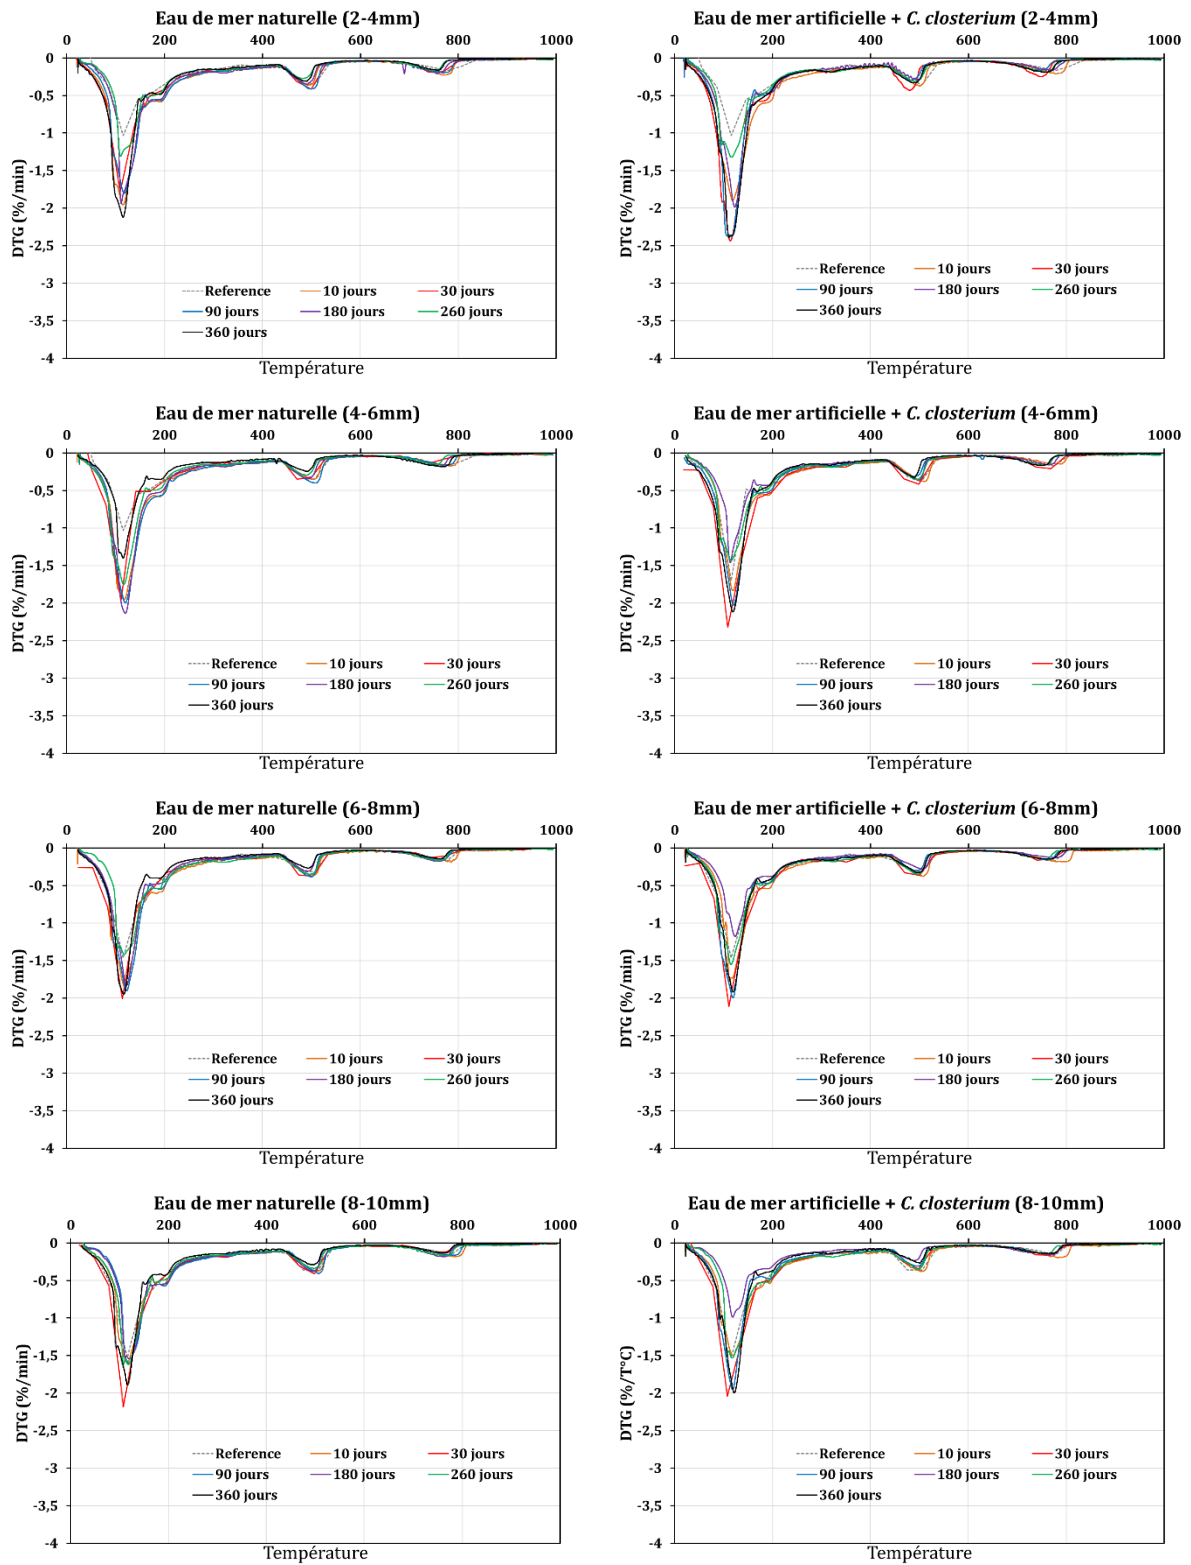 Eau de mer naturelle (2-4mm)
0 200 400 600 800 1000
0
-0,5
-1
-1,5
-2
-2,5
-3
-3,5
-4
DTG (%/min)
Reference 10 jours 30 jours
90 jours 180 jours 260 jours
360 jours
Température
Eau de mer artificielle + C. closterium (2-4mm)
0 200 400 600 800 1000
0
-0,5
-1
-1,5
-2
-2,5
-3
-3,5
-4
DTG (%/min)
Reference 10 jours 30 jours
90 jours 180 jours 260 jours
360 jours
Température
Eau de mer naturelle (4-6mm)
0 200 400 600 800 1000
0
-0,5
-1
-1,5
-2
-2,5
-3
-3,5
-4
DTG (%/min)
Reference 10 jours 30 jours
90 jours 180 jours 260 jours
360 jours
Température
Eau de mer artificielle + C. closterium (4-6mm)
0 200 400 600 800 1000
0
-0,5
-1
-1,5
-2
-2,5
-3
-3,5
-4
DTG (%/min)
Reference 10 jours 30 jours
90 jours 180 jours 260 jours
360 jours
Température
Eau de mer naturelle (6-8mm)
0 200 400 600 800 1000
0
-0,5
-1
-1,5
-2
-2,5
-3
-3,5
-4
DTG (%/min)
Reference 10 jours 30 jours
90 jours 180 jours 260 jours
360 jours
Température
Eau de mer artificielle + C. closterium (6-8mm)
0 200 400 600 800 1000
0
-0,5
-1
-1,5
-2
-2,5
-3
-3,5
-4
DTG (%/min)
Reference 10 jours 30 jours
90 jours 180 jours 260 jours
360 jours
Température
Eau de mer naturelle (8-10mm)
0 200 400 600 800 1000
0
-0,5
-1
-1,5
-2
-2,5
-3
-3,5
-4
DTG (%/min)
Reference 10 jours 30 jours
90 jours 180 jours 260 jours
360 jours
Température
Eau de mer artificielle + C. closterium (8-10mm)
0 200 400 600 800 1000
0
-0,5
-1
-1,5
-2
-2,5
-3
-3,5
-4
DTG (%/T°C)
Reference 10 jours 30 jours
90 jours 180 jours 260 jours
360 jours
Température